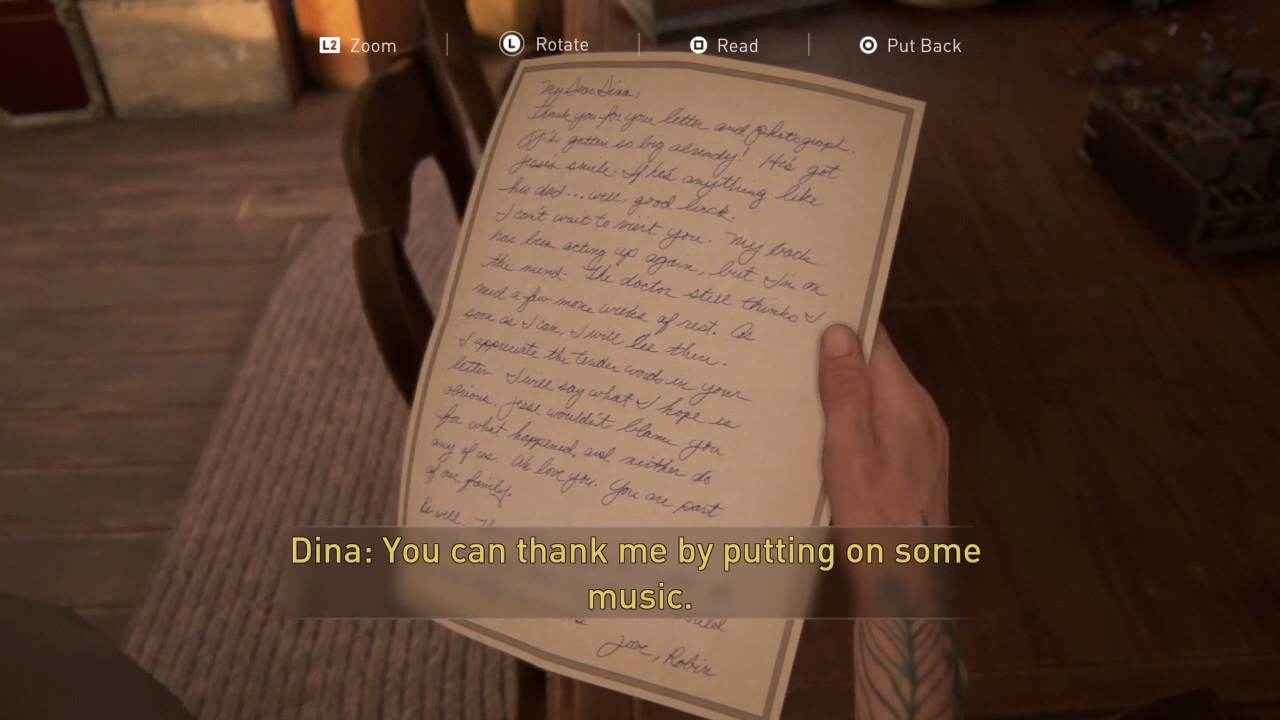 L2 Zoom L Rotate Read Put Back
My Dear Dina,
Thank you for your letter and photograph.
JJ's gotten so big already! He's got
Jesse's smile. If he's anything like
his dad... well, good luck.
I can't wait to visit you. My back
has been acting up again, but I'm on
the mend. The doctor still thinks I
need a few more weeks of rest. As
soon as I can, I will be there.
I appreciate the tender words in your
letter. I will say what I hope is
obvious. Jesse wouldn't blame you
for what happened, and neither do
any of us. We love you. You are part
of our family.
Be well.
Dina: You can thank me by putting on some
music.
Love, Robin